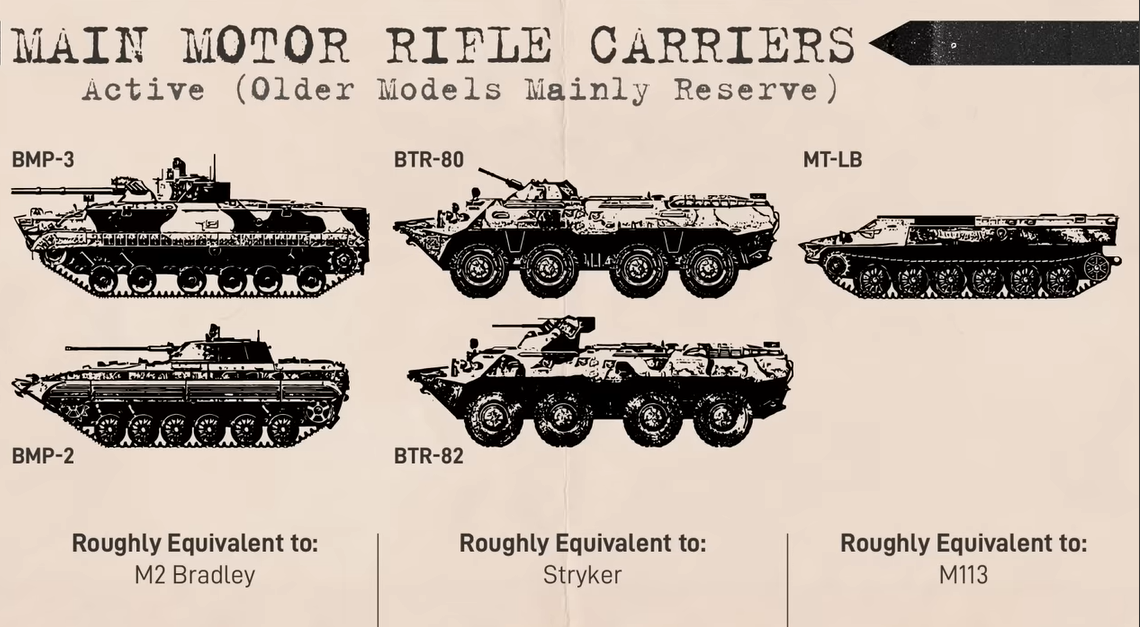 MAIN MOTOR RIFLE CARRIERS
Active (Older Models Mainly Reserve)
BMP-3
BTR-80
MT-LB
BMP-2
BTR-82
Roughly Equivalent to:
M2 Bradley
Roughly Equivalent to:
Stryker
Roughly Equivalent to:
M113